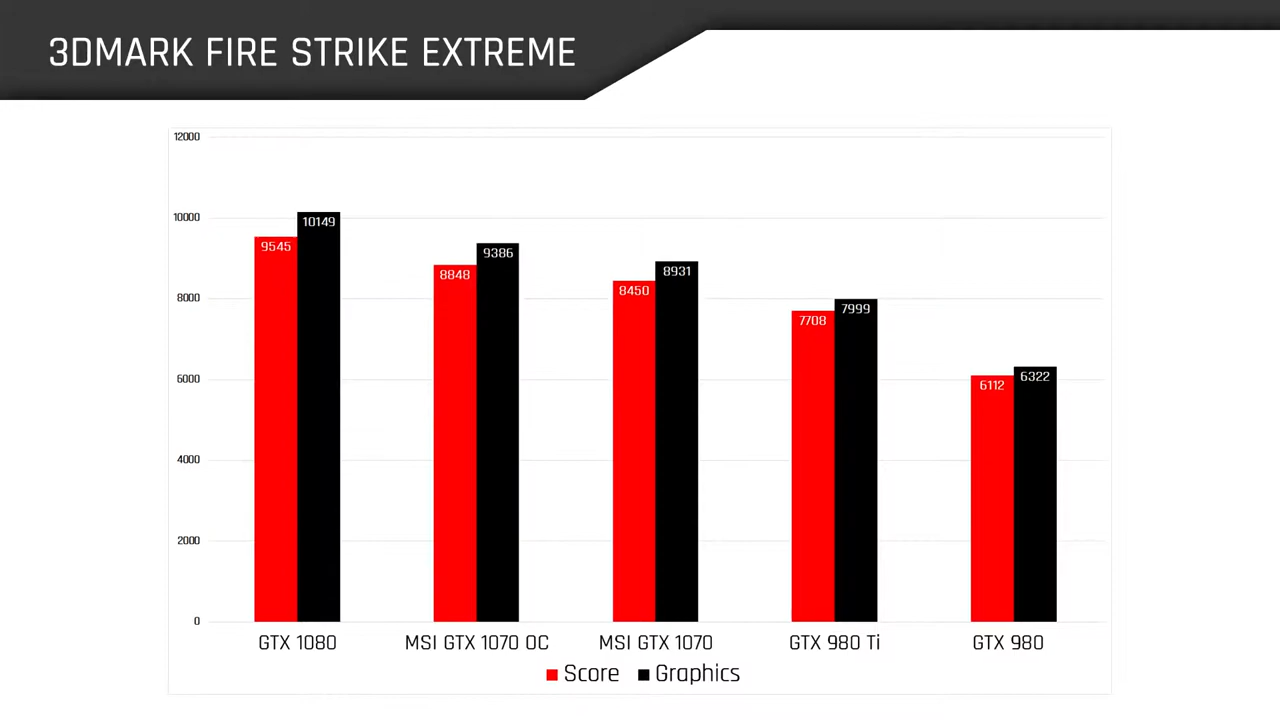 3DMARK FIRE STRIKE EXTREME
12000
10000
8000
6000
4000
2000
0
9545
10149
8848
9386
8450
8931
7708
7999
6112
6322
GTX 1080
MSI GTX 1070 OC
MSI GTX 1070
GTX 980 Ti
GTX 980
Score
Graphics